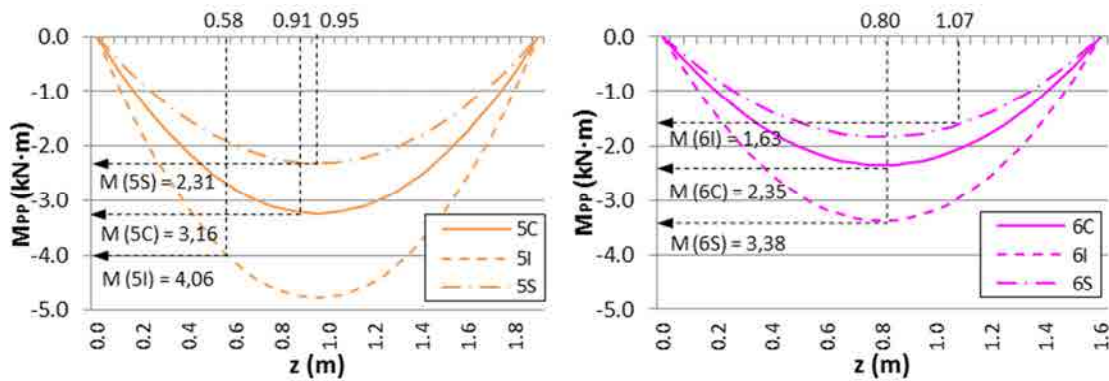 0.58 0.91 0.95
0.0
-1.0
-2.0
-3.0
-4.0
-5.0
MPP (kN·m)
M (5S) = 2,31
M (5C) = 3,16
M (5I) = 4,06
5C
5I
5S
0.0 0.2 0.4 0.6 0.8 1.0 1.2 1.4 1.6 1.8
z (m)
0.80 1.07
0.0
-1.0
-2.0
-3.0
-4.0
-5.0
MPP (kN·m)
M (6I) = 1,63
M (6C) = 2,35
M (6S) = 3,38
6C
6I
6S
0.0 0.2 0.4 0.6 0.8 1.0 1.2 1.4 1.6
z (m)